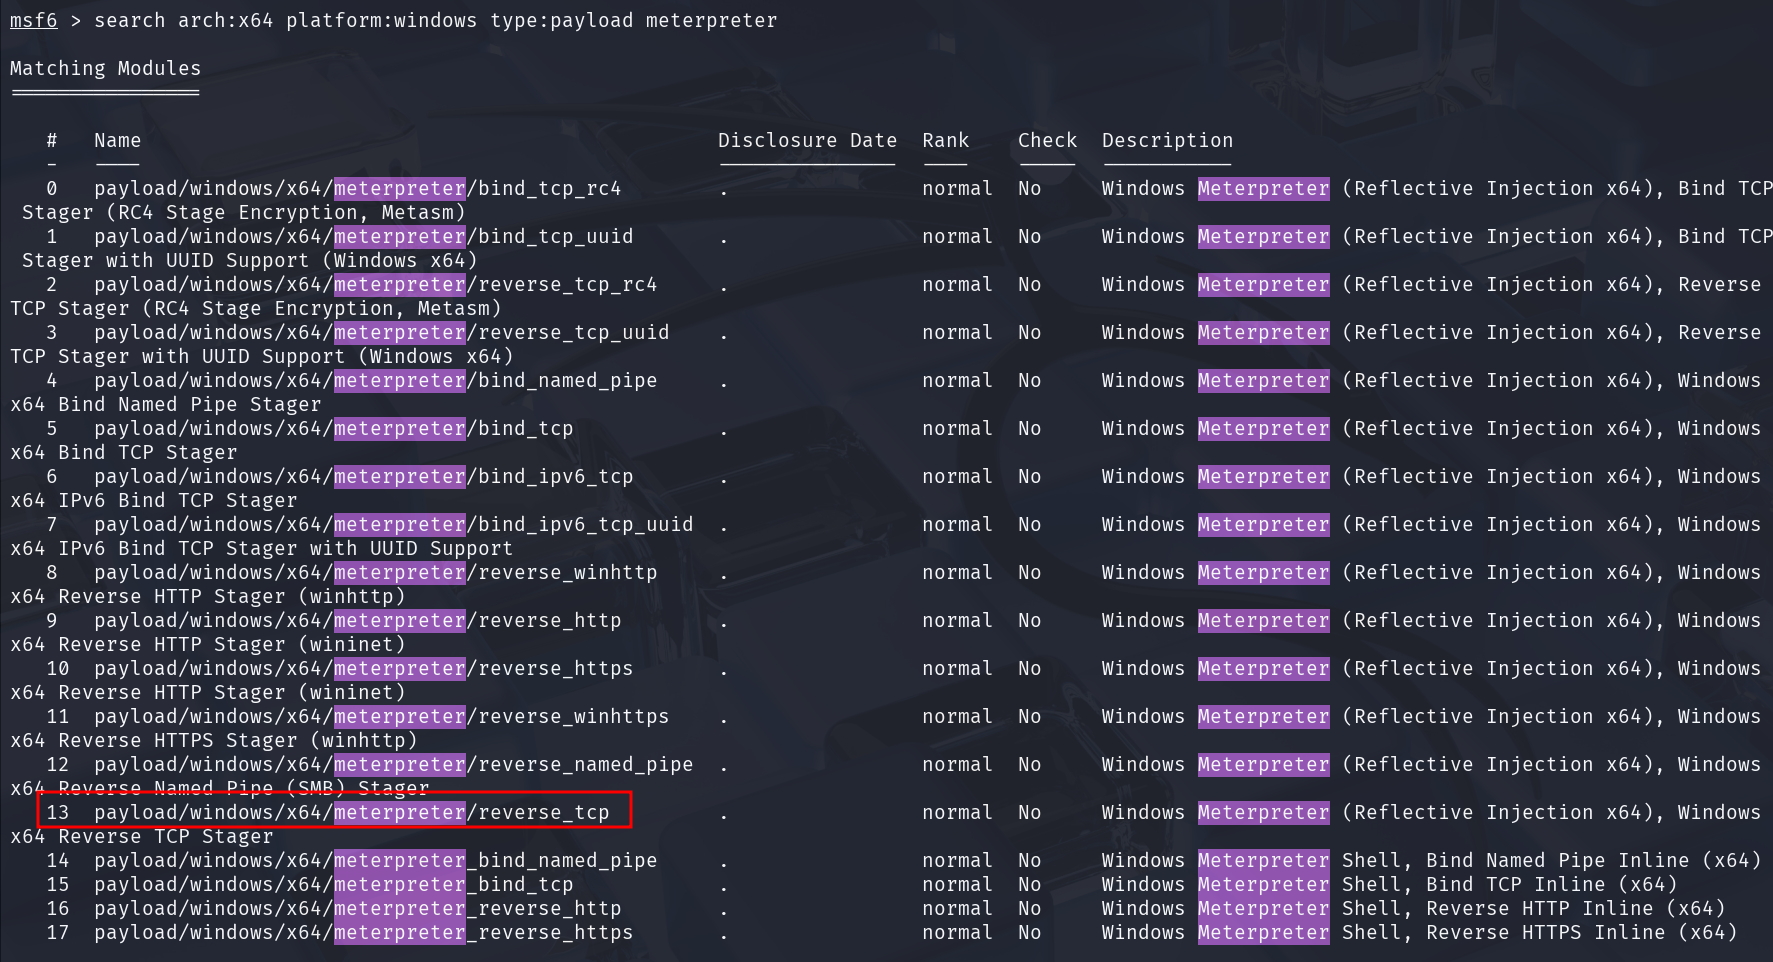 msf6 > search arch:x64 platform:windows type:payload meterpreter
Matching Modules
================
# Name Disclosure Date Rank Check Description
- ---- --------------- ---- ----- -----------
0 payload/windows/x64/meterpreter/bind_tcp_rc4 . normal No Windows Meterpreter (Reflective Injection x64), Bind TCP
Stager (RC4 Stage Encryption, Metasm)
1 payload/windows/x64/meterpreter/bind_tcp_uuid . normal No Windows Meterpreter (Reflective Injection x64), Bind TCP
Stager with UUID Support (Windows x64)
2 payload/windows/x64/meterpreter/reverse_tcp_rc4 . normal No Windows Meterpreter (Reflective Injection x64), Reverse
TCP Stager (RC4 Stage Encryption, Metasm)
3 payload/windows/x64/meterpreter/reverse_tcp_uuid . normal No Windows Meterpreter (Reflective Injection x64), Reverse
TCP Stager with UUID Support (Windows x64)
4 payload/windows/x64/meterpreter/bind_named_pipe . normal No Windows Meterpreter (Reflective Injection x64), Windows
x64 Bind Named Pipe Stager
5 payload/windows/x64/meterpreter/bind_tcp . normal No Windows Meterpreter (Reflective Injection x64), Windows
x64 Bind TCP Stager
6 payload/windows/x64/meterpreter/bind_ipv6_tcp . normal No Windows Meterpreter (Reflective Injection x64), Windows
x64 IPv6 Bind TCP Stager
7 payload/windows/x64/meterpreter/bind_ipv6_tcp_uuid . normal No Windows Meterpreter (Reflective Injection x64), Windows
x64 IPv6 Bind TCP Stager with UUID Support
8 payload/windows/x64/meterpreter/reverse_winhttp . normal No Windows Meterpreter (Reflective Injection x64), Windows
x64 Reverse HTTP Stager (winhttp)
9 payload/windows/x64/meterpreter/reverse_http . normal No Windows Meterpreter (Reflective Injection x64), Windows
x64 Reverse HTTP Stager (wininet)
10 payload/windows/x64/meterpreter/reverse_https . normal No Windows Meterpreter (Reflective Injection x64), Windows
x64 Reverse HTTP Stager (wininet)
11 payload/windows/x64/meterpreter/reverse_winhttps . normal No Windows Meterpreter (Reflective Injection x64), Windows
x64 Reverse HTTPS Stager (winhttp)
12 payload/windows/x64/meterpreter/reverse_named_pipe . normal No Windows Meterpreter (Reflective Injection x64), Windows
x64 Reverse Named Pipe (SMB) Stager
13 payload/windows/x64/meterpreter/reverse_tcp . normal No Windows Meterpreter (Reflective Injection x64), Windows
x64 Reverse TCP Stager
14 payload/windows/x64/meterpreter_bind_named_pipe . normal No Windows Meterpreter Shell, Bind Named Pipe Inline (x64)
15 payload/windows/x64/meterpreter_bind_tcp . normal No Windows Meterpreter Shell, Bind TCP Inline (x64)
16 payload/windows/x64/meterpreter_reverse_http . normal No Windows Meterpreter Shell, Reverse HTTP Inline (x64)
17 payload/windows/x64/meterpreter_reverse_https . normal No Windows Meterpreter Shell, Reverse HTTPS Inline (x64)